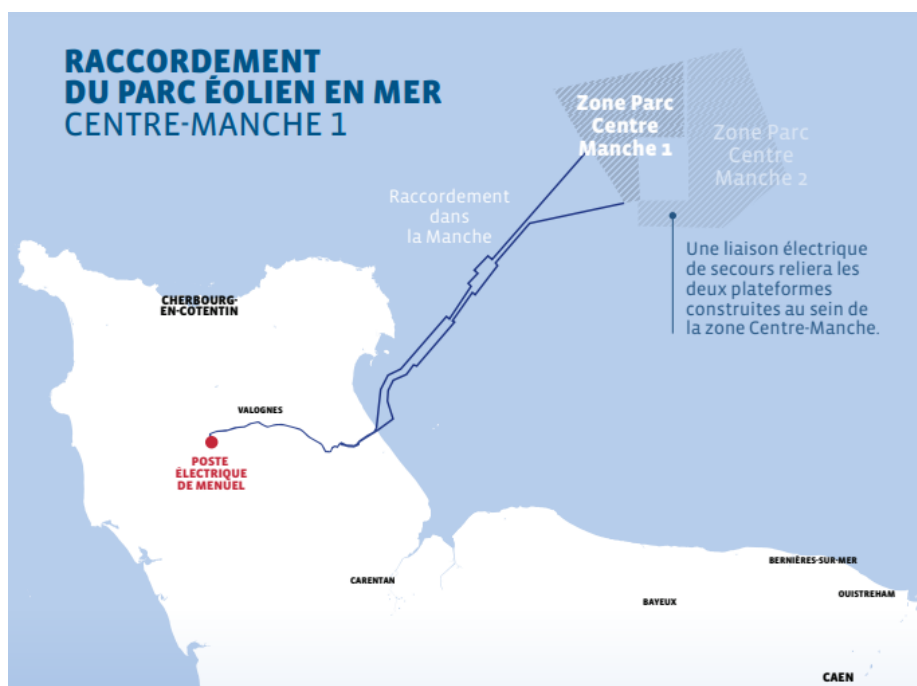 RACCORDEMENT
DU PARC ÉOLIEN EN MER
CENTRE-MANCHE 1
Zone Parc
Centre
Manche 1
Zone Parc
Centre
Manche 2
Raccordement
dans
la Manche
Une liaison électrique
de secours reliera les
deux plateformes
construites au sein de
la zone Centre-Manche.
CHERBOURG-
EN-COTENTIN
VALOGNES
POSTE
ÉLECTRIQUE
DE MENUEL
CARENTAN
BERNIÈRES-SUR-MER
OUISTREHAM
BAYEUX
CAEN